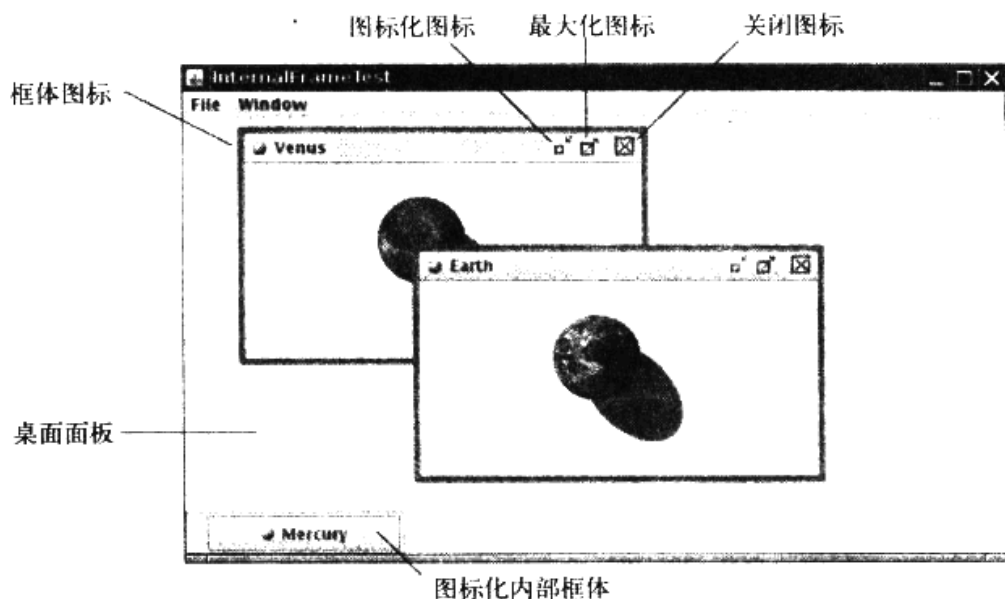 图标化图标 最大化图标 关闭图标
InternalFrameTest
框体图标
File Window
Venus
Earth
桌面面板
Mercury
图标化内部框体